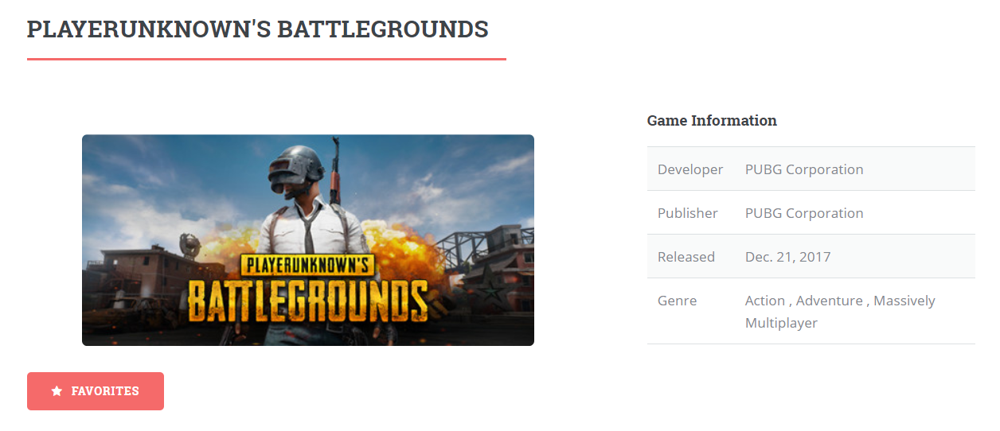 PLAYERUNKNOWN'S BATTLEGROUNDS
PLAYERUNKNOWN'S
BATTLEGROUNDS
FAVORITES
Game Information
Developer PUBG Corporation
Publisher PUBG Corporation
Released Dec. 21, 2017
Genre Action , Adventure , Massively
Multiplayer